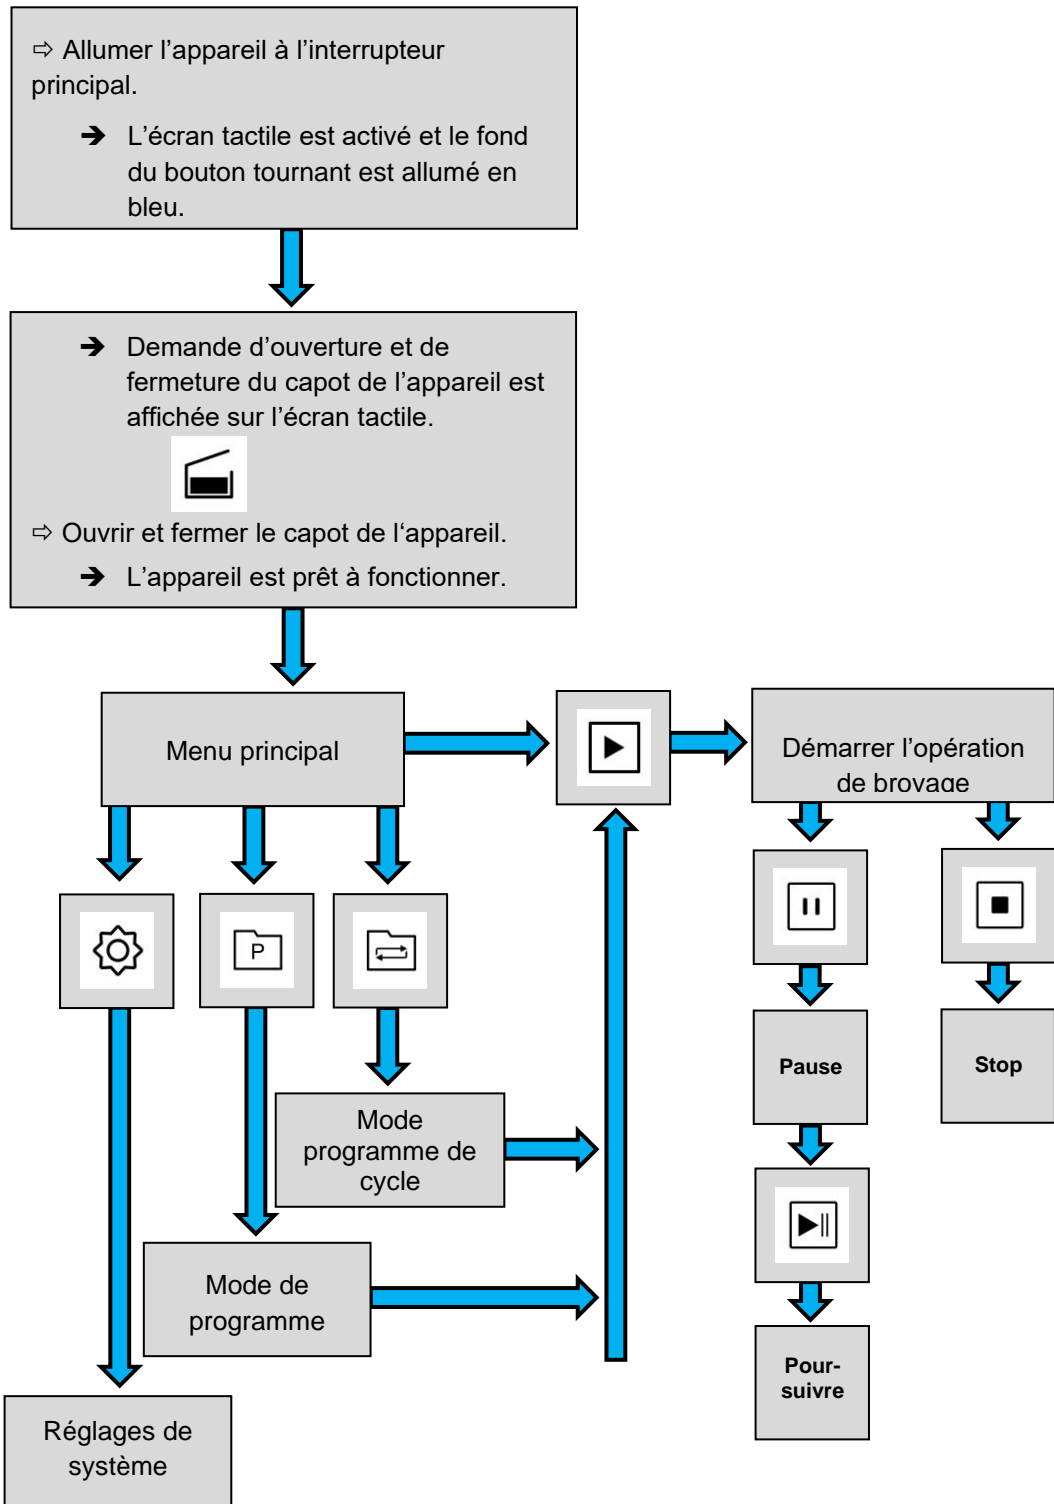 ⇨ Allumer l’appareil à l’interrupteur
principal.
➔ L’écran tactile est activé et le fond
du bouton tournant est allumé en
bleu.
➔ Demande d’ouverture et de
fermeture du capot de l’appareil est
affichée sur l’écran tactile.
⇨ Ouvrir et fermer le capot de l‘appareil.
➔ L’appareil est prêt à fonctionner.
Menu principal
Démarrer l’opération
de broyage
P
Pause
Stop
Mode
programme de
cycle
Mode de
programme
Pour-
suivre
Réglages de
système